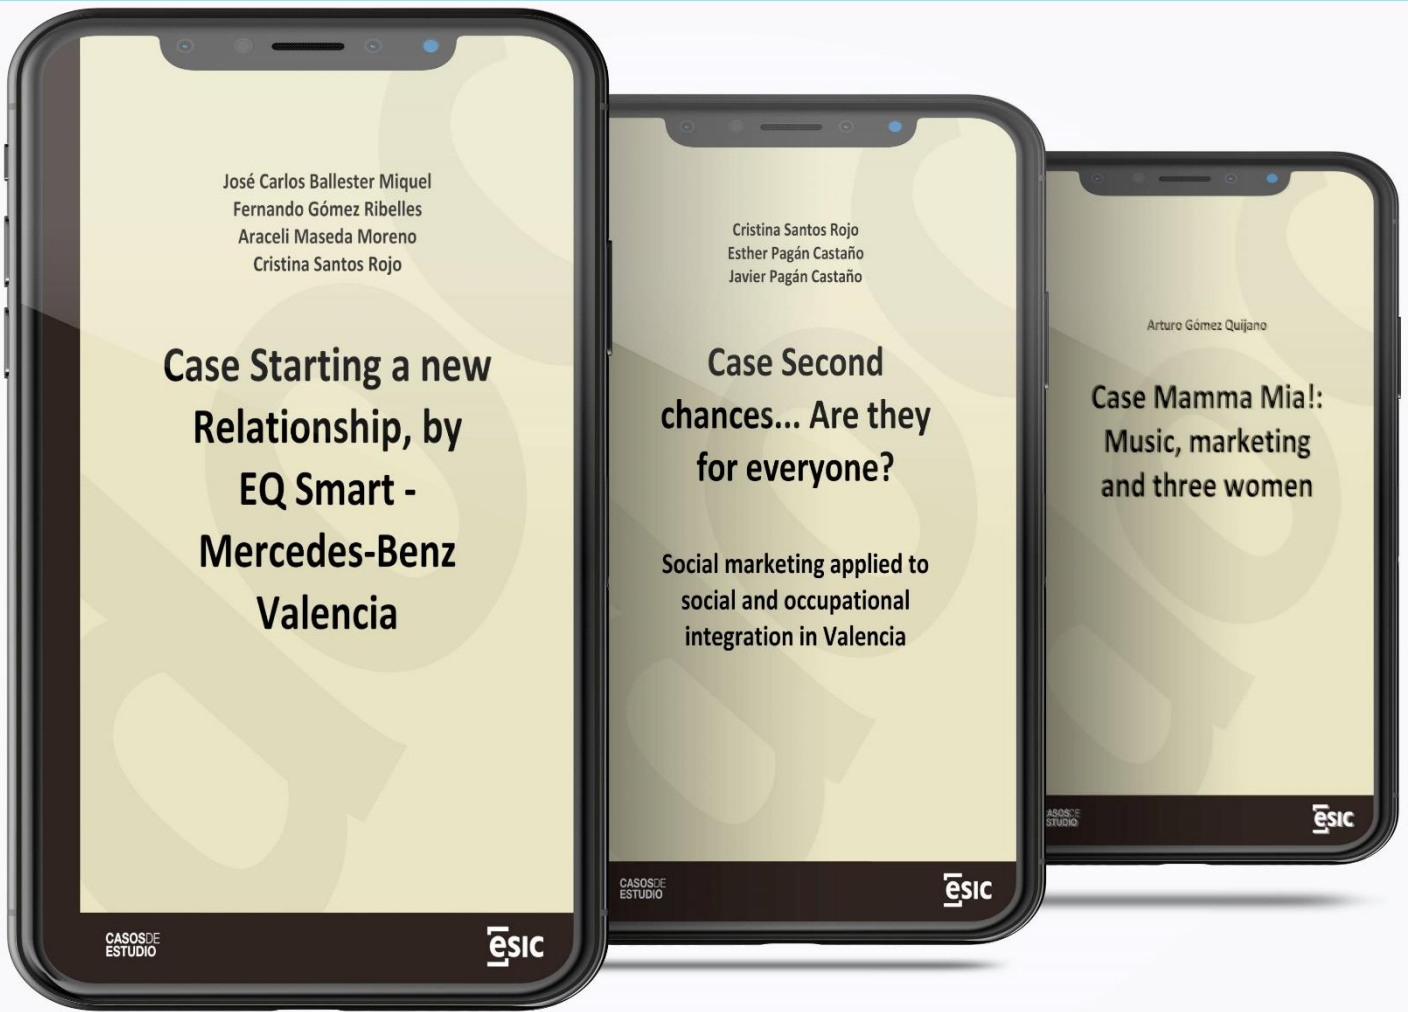 José Carlos Ballester Miquel
Fernando Gómez Ribelles
Araceli Maseda Moreno
Cristina Santos Rojo
Case Starting a new
Relationship, by
EQ Smart -
Mercedes-Benz
Valencia
CASOSDE
ESTUDIO
esic
Cristina Santos Rojo
Esther Pagán Castaño
Javier Pagán Castaño
Case Second
chances... Are they
for everyone?
Social marketing applied to
social and occupational
integration in Valencia
CASOSDE
ESTUDIO
esic
Arturo Gómez Quijano
Case Mamma Mia!:
Music, marketing
and three women
ASOSDE
STUDIO
esic